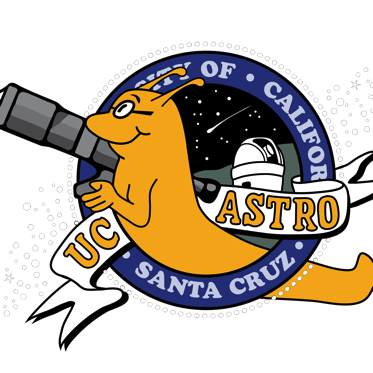 ITY OF • CALIFOR
UC ASTRO
• SANTA CRUZ •